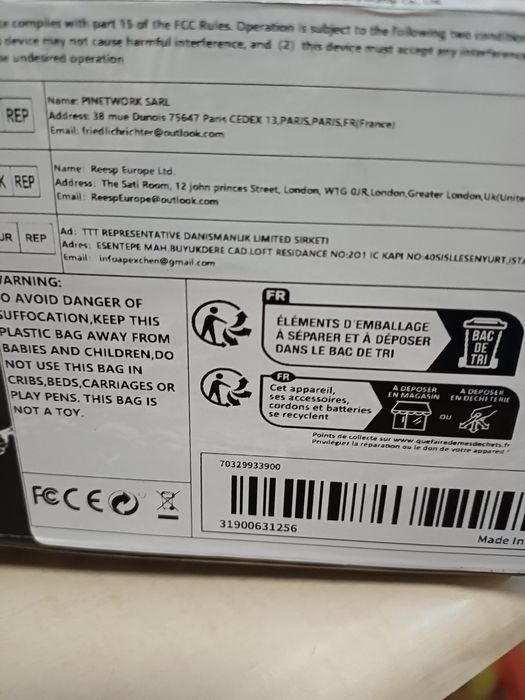 complies with part 15 of the FCC Rules. Operation is subject to the following two
device may not cause harmful interference, and (2) this device must accept any
undesired operation
REP
Name: PINETWORK SARL
Address: 38 mue Dunois 75647 Paris CEDEX 13,PARIS,PARIS,FR(France)
Email: friedlichrichter@outlook.com
REP
Name: Reesp Europe Ltd.
Address: The Sati Room, 12 john princes Street, London, W1G 0JR,London,Greater London,Uk(Unite
Email: ReespEurope@outlook.com
UR REP
Ad: TTT REPRESENTATIVE DANISMANLIK LIMITED SIRKETI
Adres: ESENTEPE MAH.BUYUKDERE CAD.LOFT RESIDANCE NO:201 IC KAPI NO:40SISLLESENYURT,IST
Email: infoapexchen@gmail.com
WARNING:
TO AVOID DANGER OF
SUFFOCATION,KEEP THIS
PLASTIC BAG AWAY FROM
BABIES AND CHILDREN,DO
NOT USE THIS BAG IN
CRIBS,BEDS,CARRIAGES OR
PLAY PENS. THIS BAG IS
NOT A TOY.
FR
ÉLÉMENTS D'EMBALLAGE
À SÉPARER ET À DÉPOSER
DANS LE BAC DE TRI
BAC
DE
TRI
FR
Cet appareil,
ses accessoires,
cordons et batteries
se recyclent
À DÉPOSER
EN MAGASIN
OU
À DÉPOSER
EN DÉCHÈTERIE
Points de collecte sur www.quefairedemesdechets.fr
Privilégiez la réparation ou le don de votre appareil !
FC CE
70329933900
31900631256
Made In